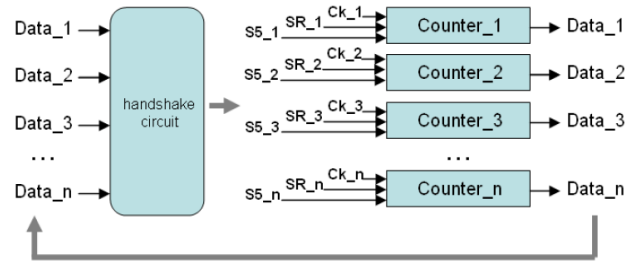 Data_1
Data_2
Data_3
...
Data_n
handshake
circuit
Ck_1
SR_1
S5_1
Counter_1
Data_1
Ck_2
SR_2
S5_2
Counter_2
Data_2
Ck_3
SR_3
S5_3
Counter_3
Data_3
...
...
Ck_n
SR_n
S5_n
Counter_n
Data_n